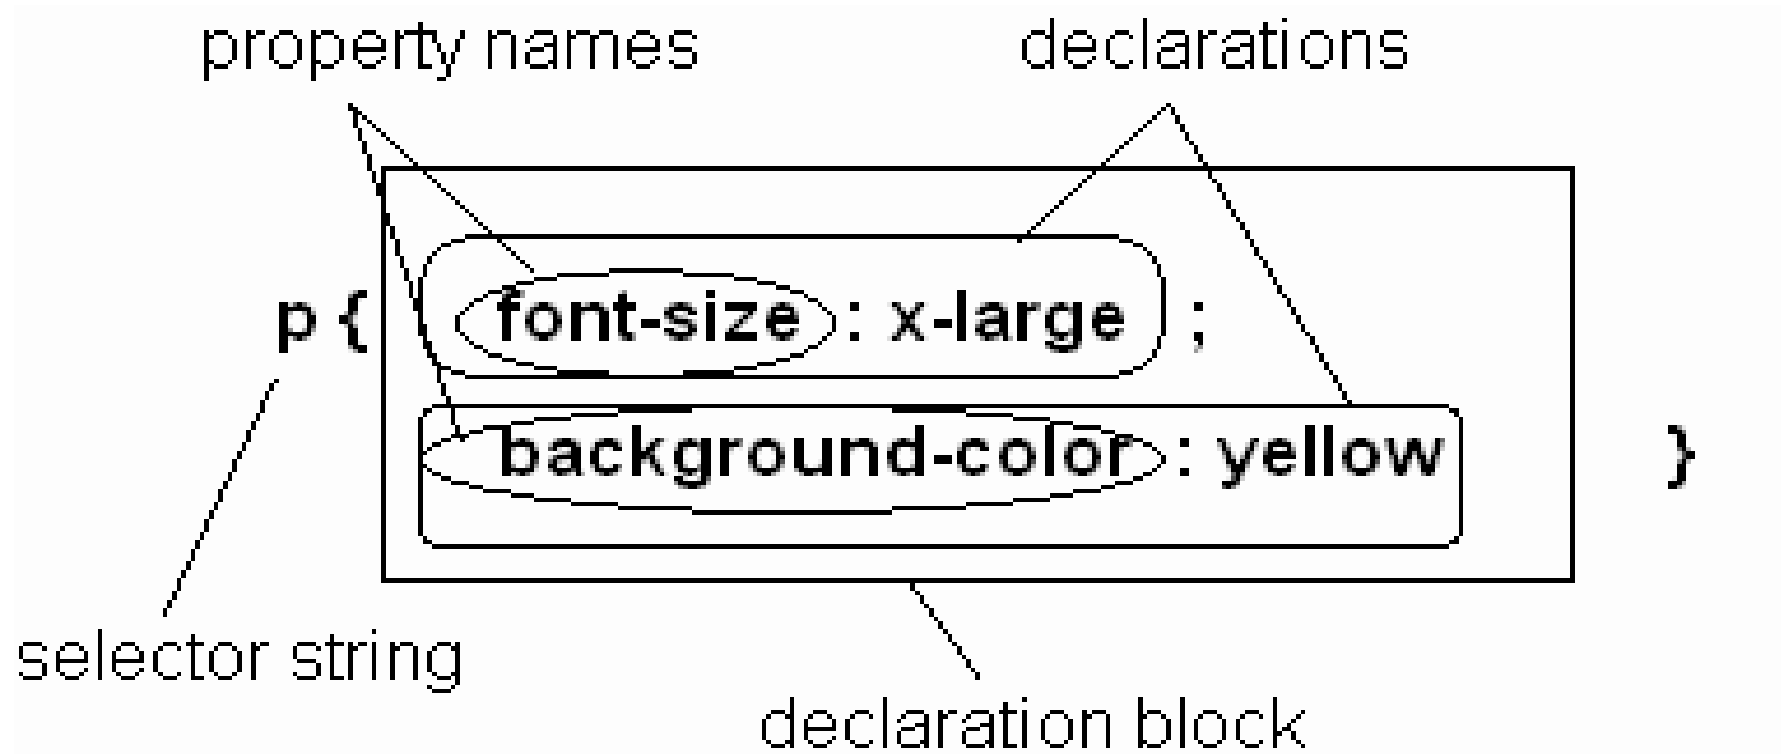 property names declarations
p { font-size : x-large ;
background-color : yellow }
selector string
declaration block